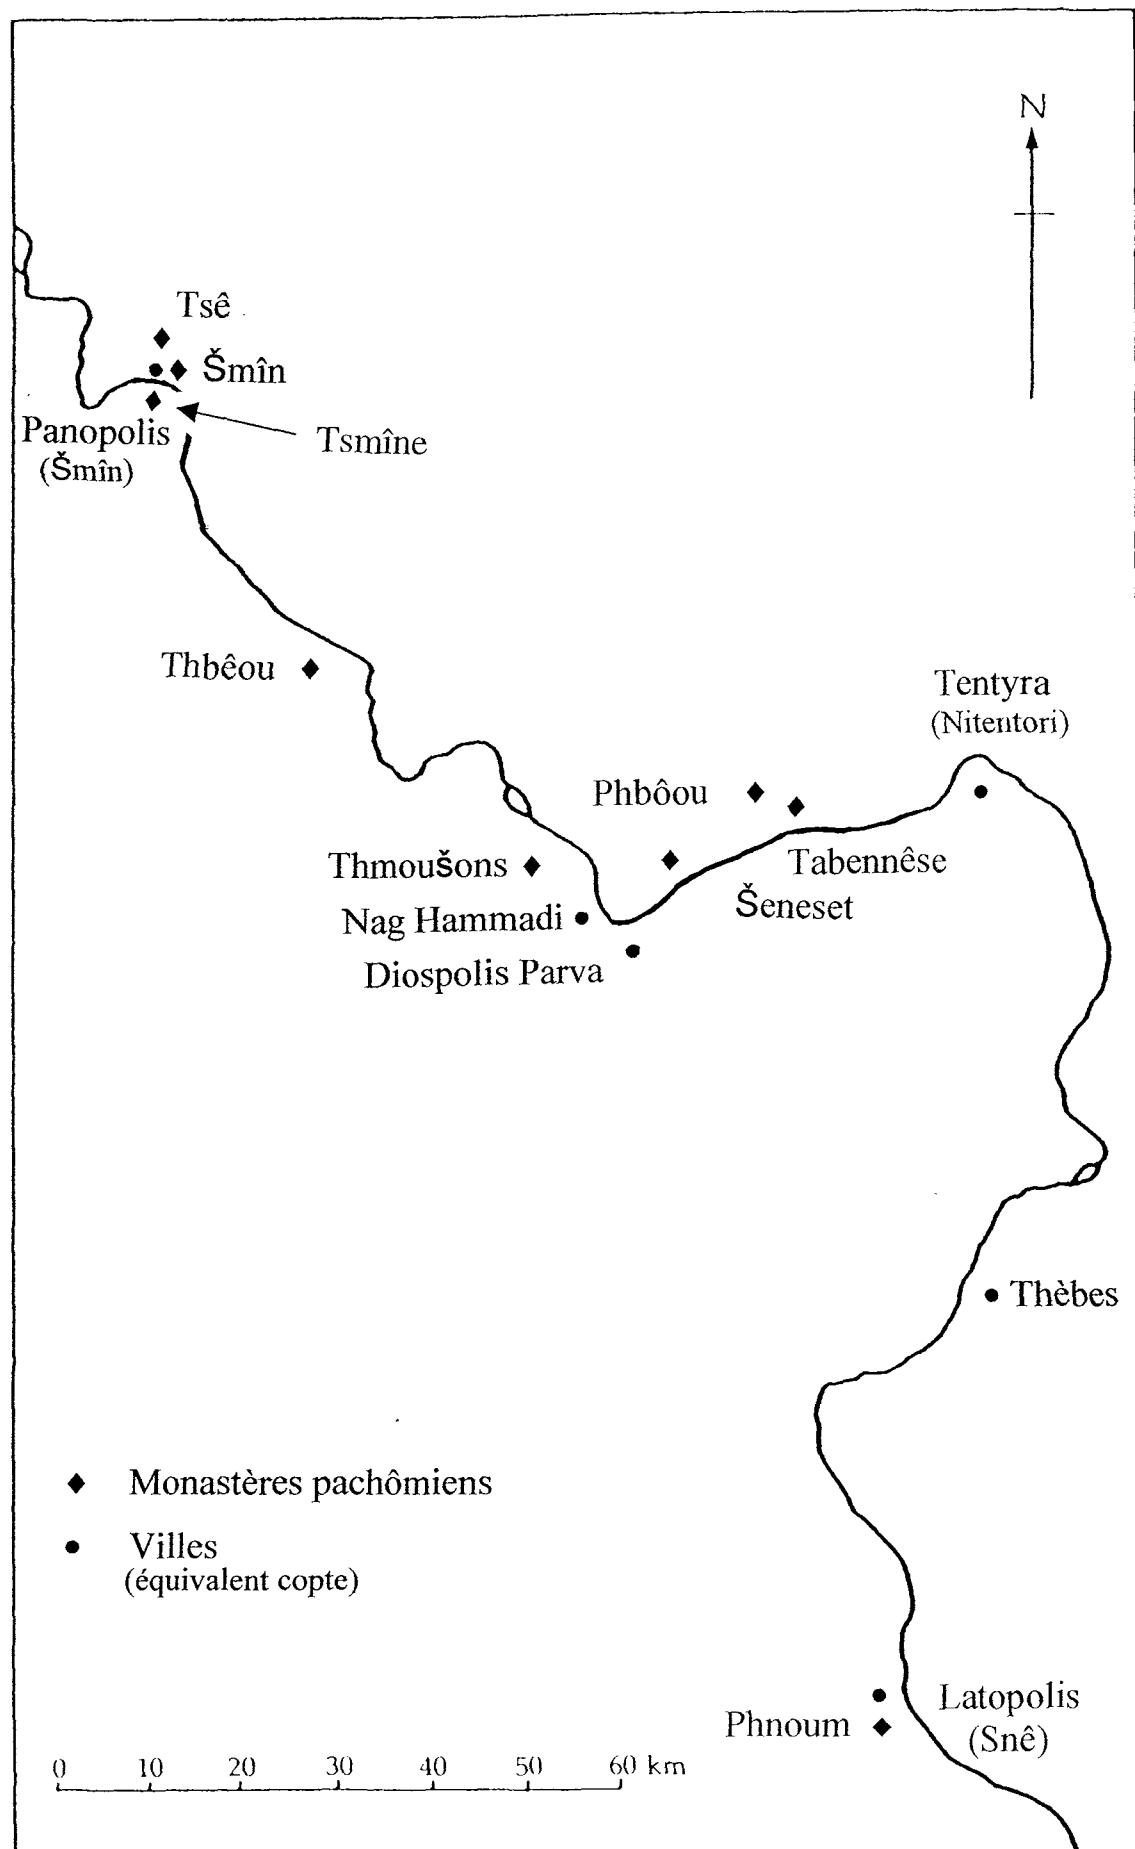 N
Tsê
Šmîn
Panopolis
(Šmîn)
Tsmîne
Thbêou
Tentyra
(Nitentori)
Phbôou
Thmoušons
Tabennêse
Šeneset
Nag Hammadi
Diospolis Parva
Thèbes
Monastères pachômiens
Villes
(équivalent copte)
Latopolis
(Snê)
Phnoum
0 10 20 30 40 50 60 km